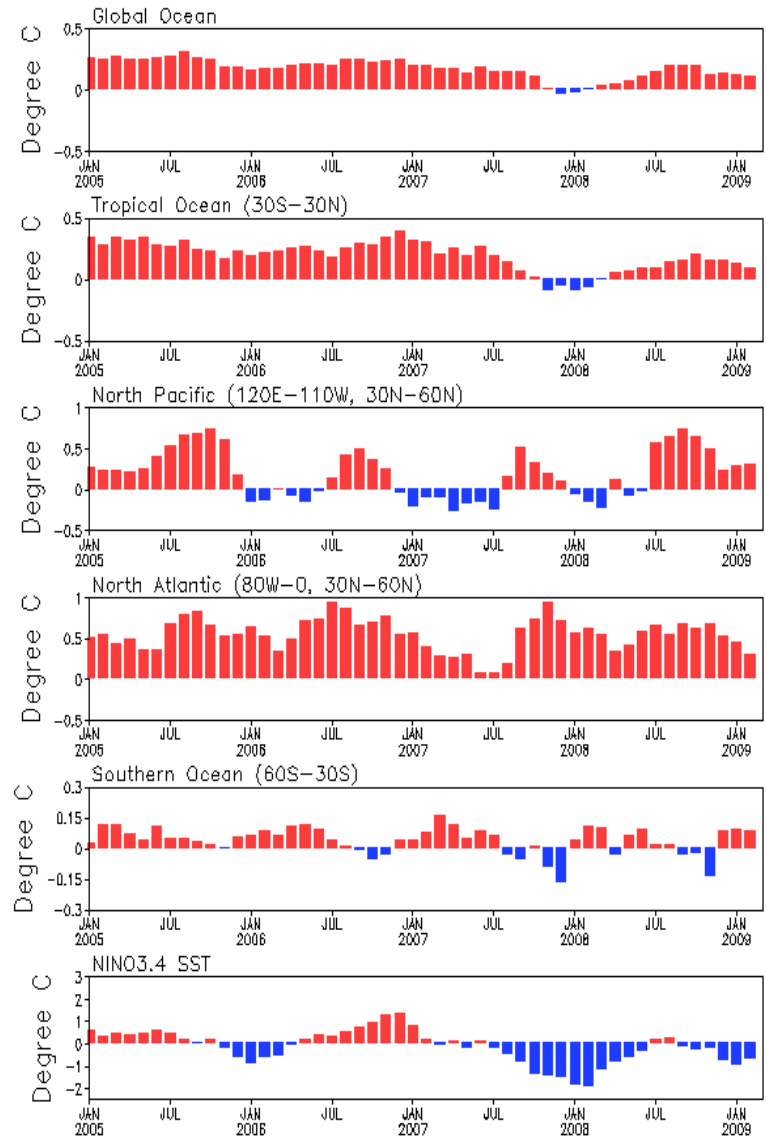 Global Ocean
Degree C
0.5
0
-0.5
JAN JUL JAN JUL JAN JUL JAN JUL JAN
2005 2006 2007 2008 2009
Tropical Ocean (30S-30N)
Degree C
0.5
0
-0.5
JAN JUL JAN JUL JAN JUL JAN JUL JAN
2005 2006 2007 2008 2009
North Pacific (120E-110W, 30N-60N)
Degree C
1
0.5
0
-0.5
JAN JUL JAN JUL JAN JUL JAN JUL JAN
2005 2006 2007 2008 2009
North Atlantic (80W-0, 30N-60N)
Degree C
1
0.5
0
-0.5
JAN JUL JAN JUL JAN JUL JAN JUL JAN
2005 2006 2007 2008 2009
Southern Ocean (60S-30S)
Degree C
0.3
0.15
0
-0.15
-0.3
JAN JUL JAN JUL JAN JUL JAN JUL JAN
2005 2006 2007 2008 2009
NINO3.4 SST
Degree C
3
2
1
0
-1
-2
JAN JUL JAN JUL JAN JUL JAN JUL JAN
2005 2006 2007 2008 2009